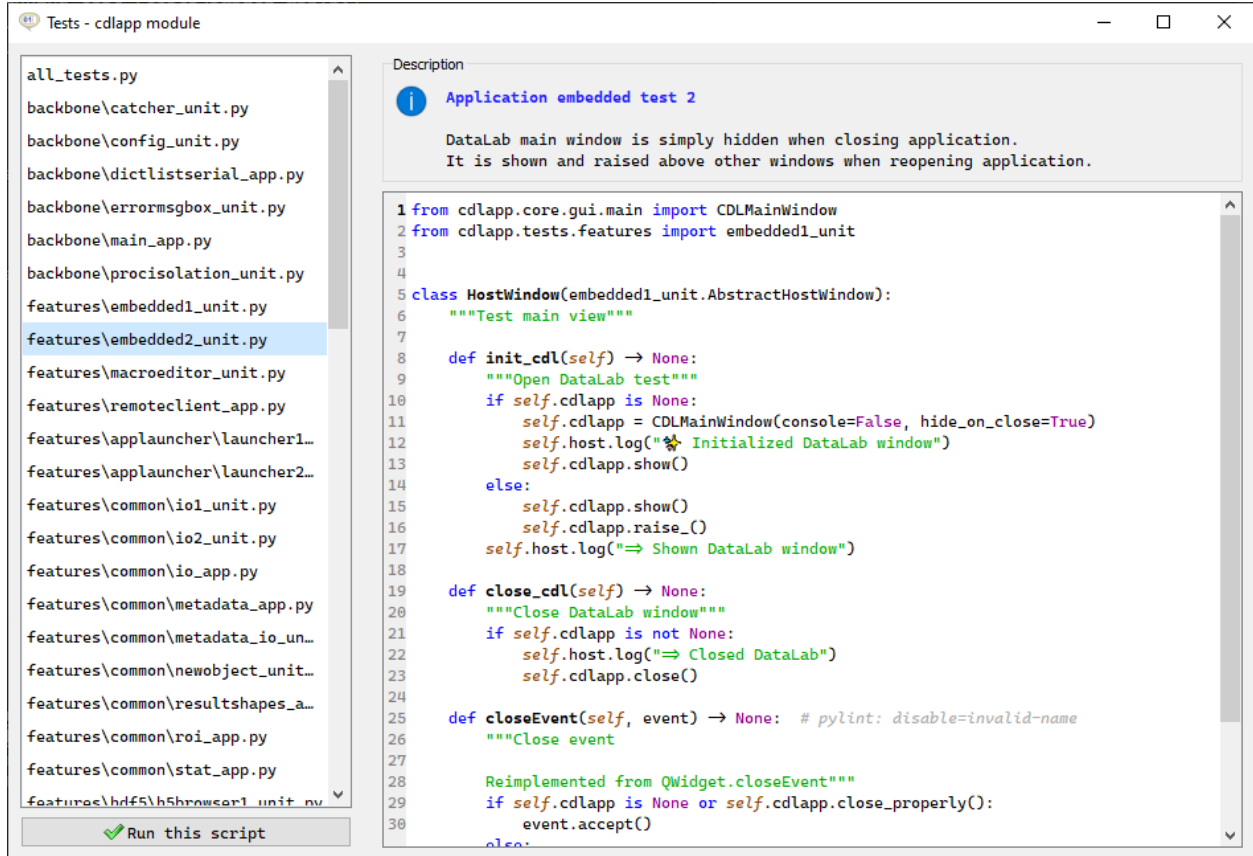 Tests - cdlapp module
all_tests.py
backbone\catcher_unit.py
backbone\config_unit.py
backbone\dictlistserial_app.py
backbone\errormsgbox_unit.py
backbone\main_app.py
backbone\procisolation_unit.py
features\embedded1_unit.py
features\embedded2_unit.py
features\macroeditor_unit.py
features\remoteclient_app.py
features\applauncher\launcher1…
features\applauncher\launcher2…
features\common\io1_unit.py
features\common\io2_unit.py
features\common\io_app.py
features\common\metadata_app.py
features\common\metadata_io_un…
features\common\newobject_unit…
features\common\resultshapes_a…
features\common\roi_app.py
features\common\stat_app.py
features\hdf5\h5browser1_unit.py
Run this script
Description
Application embedded test 2
DataLab main window is simply hidden when closing application.
It is shown and raised above other windows when reopening application.
1 from cdlapp.core.gui.main import CDLMainWindow
2 from cdlapp.tests.features import embedded1_unit
3
4
5 class HostWindow(embedded1_unit.AbstractHostWindow):
6     """Test main view"""
7
8     def init_cdl(self) → None:
9         """Open DataLab test"""
10         if self.cdlapp is None:
11             self.cdlapp = CDLMainWindow(console=False, hide_on_close=True)
12             self.host.log("✨ Initialized DataLab window")
13             self.cdlapp.show()
14         else:
15             self.cdlapp.show()
16             self.cdlapp.raise_()
17         self.host.log("⇒ Shown DataLab window")
18
19     def close_cdl(self) → None:
20         """Close DataLab window"""
21         if self.cdlapp is not None:
22             self.host.log("⇒ Closed DataLab")
23             self.cdlapp.close()
24
25     def closeEvent(self, event) → None:  # pylint: disable=invalid-name
26         """Close event
27
28         Reimplemented from QWidget.closeEvent"""
29         if self.cdlapp is None or self.cdlapp.close_properly():
30             event.accept()
else: